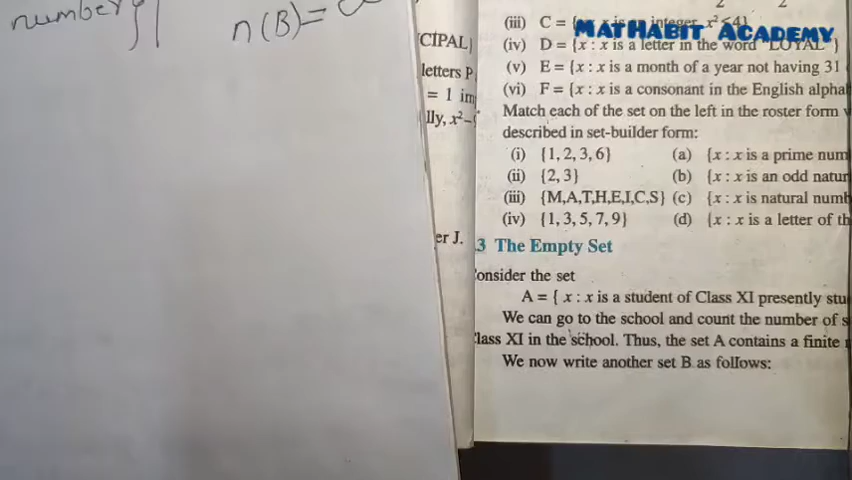 number}
n(B)=
CIPAL}
letters P
= 1 im
lly, x²–
er J.
(iii) C = {x : x is an integer, x² ≤ 4}
MATHABIT ACADEMY
(iv) D = {x : x is a letter in the word "LOYAL" }
(v) E = {x : x is a month of a year not having 31
(vi) F = {x : x is a consonant in the English alpha
Match each of the set on the left in the roster form
described in set-builder form:
(i) {1, 2, 3, 6} (a) {x : x is a prime num
(ii) {2, 3} (b) {x : x is an odd natur
(iii) {M,A,T,H,E,I,C,S} (c) {x : x is natural numb
(iv) {1, 3, 5, 7, 9} (d) {x : x is a letter of th
3 The Empty Set
onsider the set
A = { x : x is a student of Class XI presently stu
We can go to the school and count the number of s
lass XI in the school. Thus, the set A contains a finite
We now write another set B as follows: